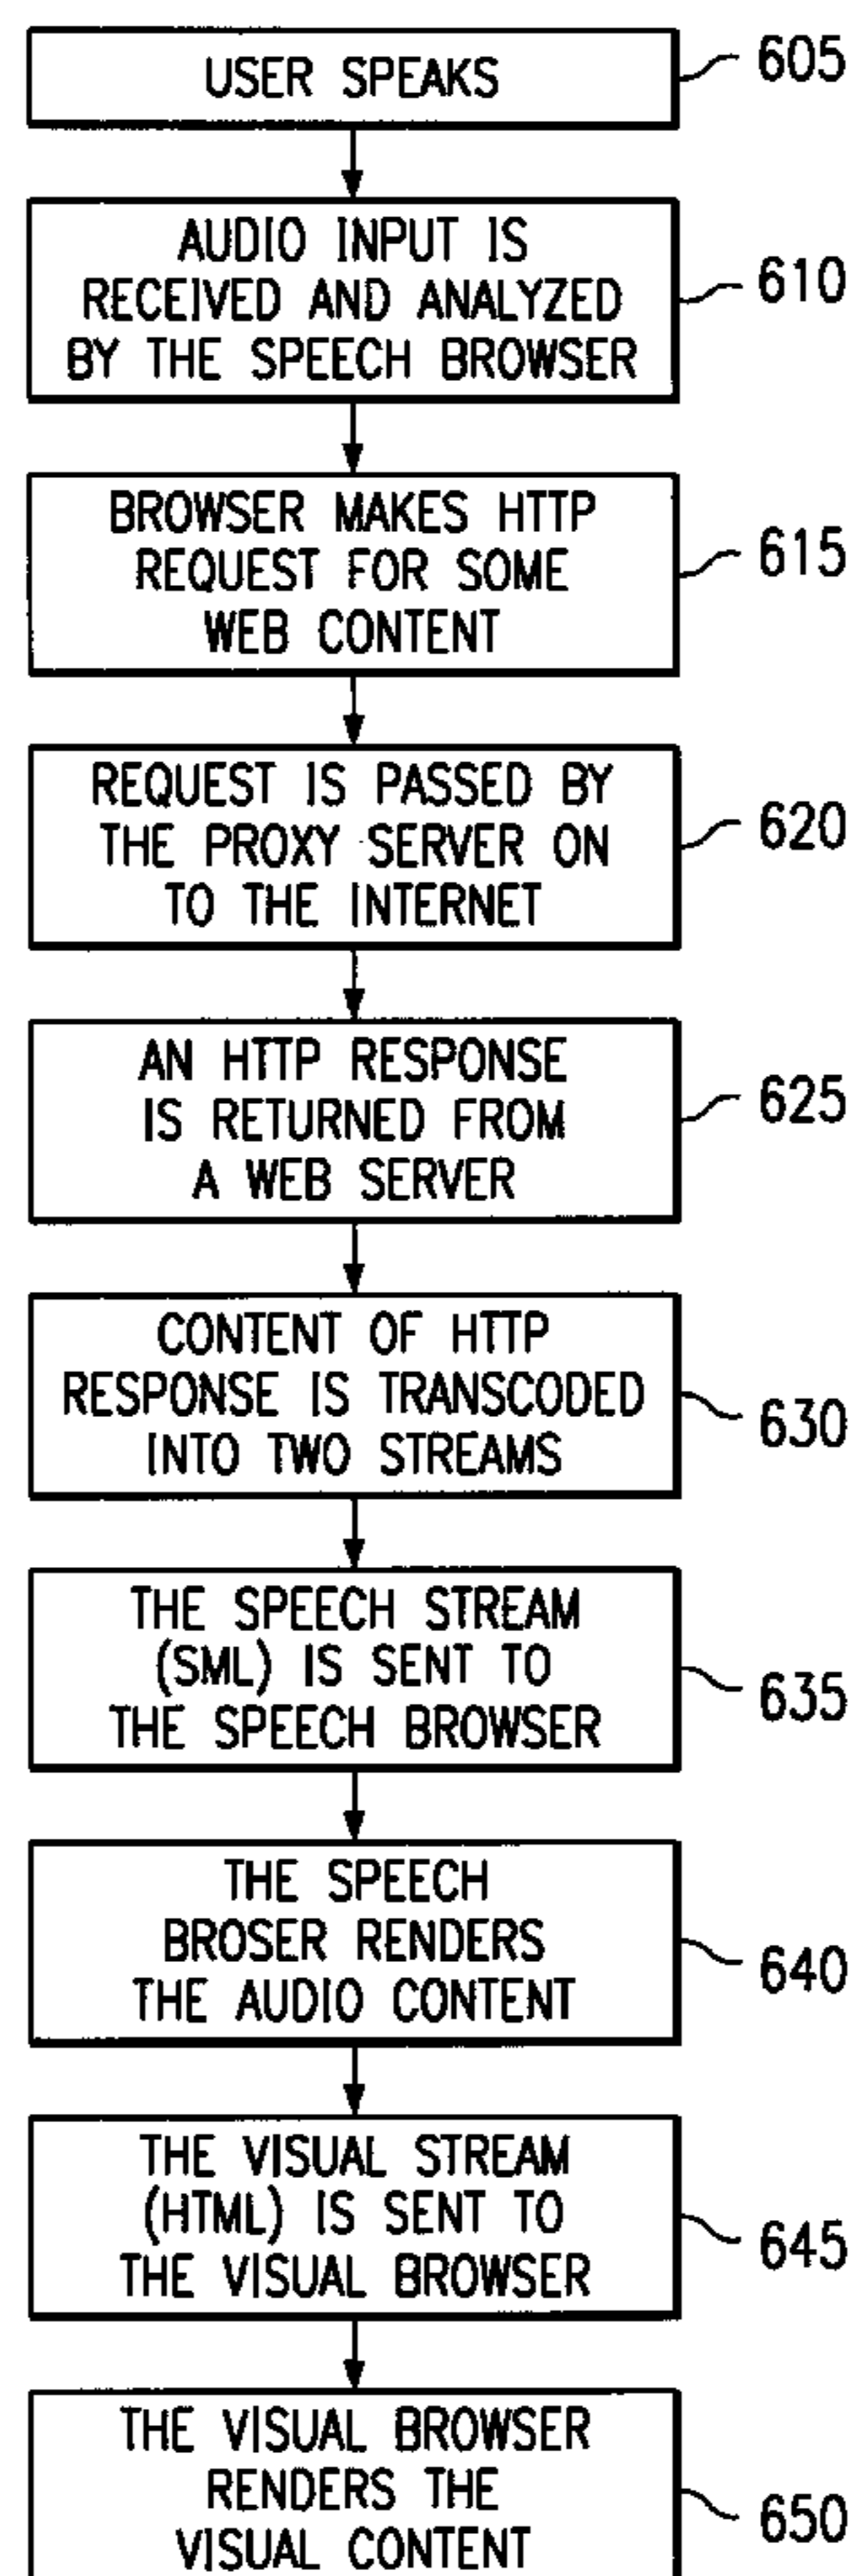 USER SPEAKS
605
AUDIO INPUT IS
RECEIVED AND ANALYZED
BY THE SPEECH BROWSER
610
BROWSER MAKES HTTP
REQUEST FOR SOME
WEB CONTENT
615
REQUEST IS PASSED BY
THE PROXY SERVER ON
TO THE INTERNET
620
AN HTTP RESPONSE
IS RETURNED FROM
A WEB SERVER
625
CONTENT OF HTTP
RESPONSE IS TRANSCODED
INTO TWO STREAMS
630
THE SPEECH STREAM
(SML) IS SENT TO
THE SPEECH BROWSER
635
THE SPEECH
BROSER RENDERS
THE AUDIO CONTENT
640
THE VISUAL STREAM
(HTML) IS SENT TO
THE VISUAL BROWSER
645
THE VISUAL BROWSER
RENDERS THE
VISUAL CONTENT
650